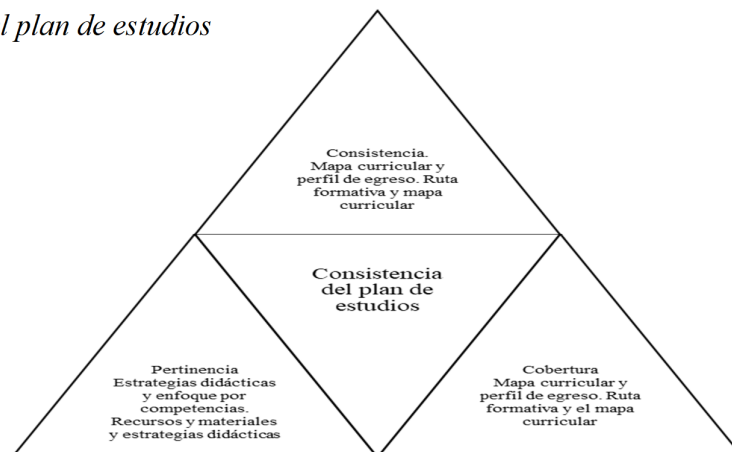 l plan de estudios
Consistencia.
Mapa curricular y
perfil de egreso. Ruta
formativa y mapa
curricular
Consistencia
del plan de
estudios
Pertinencia
Estrategias didácticas
y enfoque por
competencias.
Recursos y materiales
y estrategias didácticas
Cobertura
Mapa curricular y
perfil de egreso. Ruta
formativa y el mapa
curricular